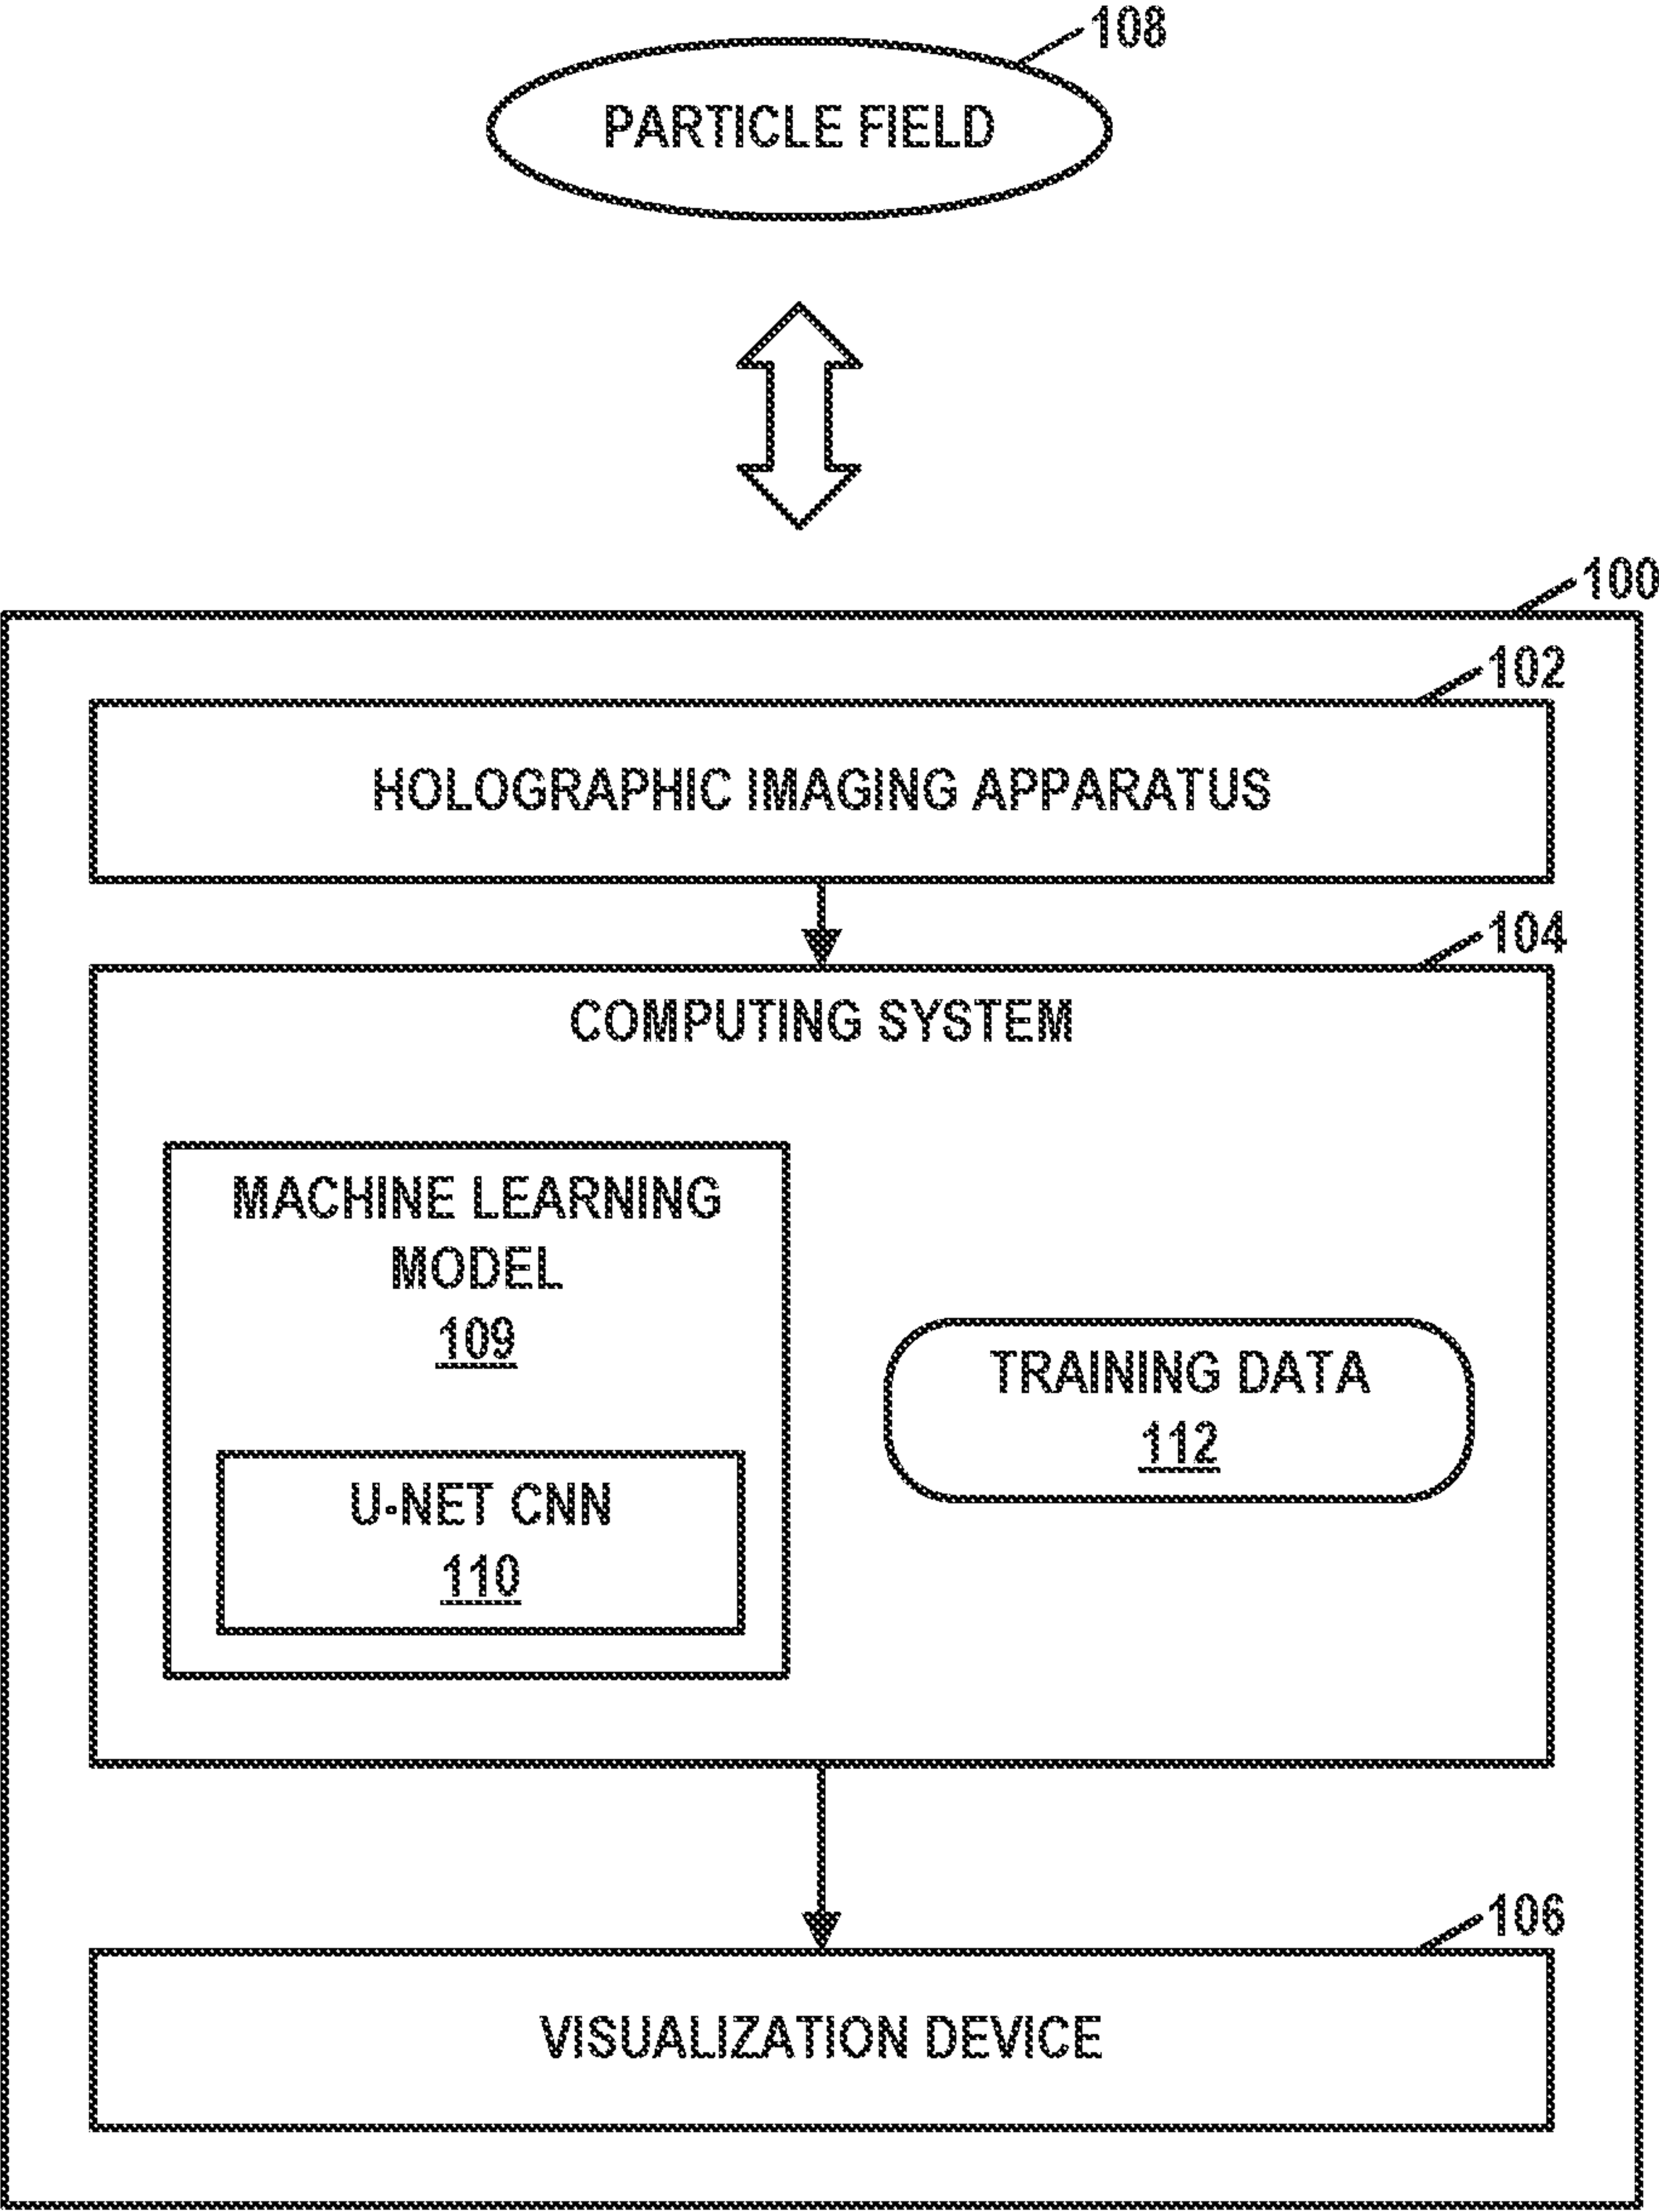 108
PARTICLE FIELD
100
102
HOLOGRAPHIC IMAGING APPARATUS
104
COMPUTING SYSTEM
MACHINE LEARNING
MODEL
109
TRAINING DATA
112
U-NET CNN
110
106
VISUALIZATION DEVICE